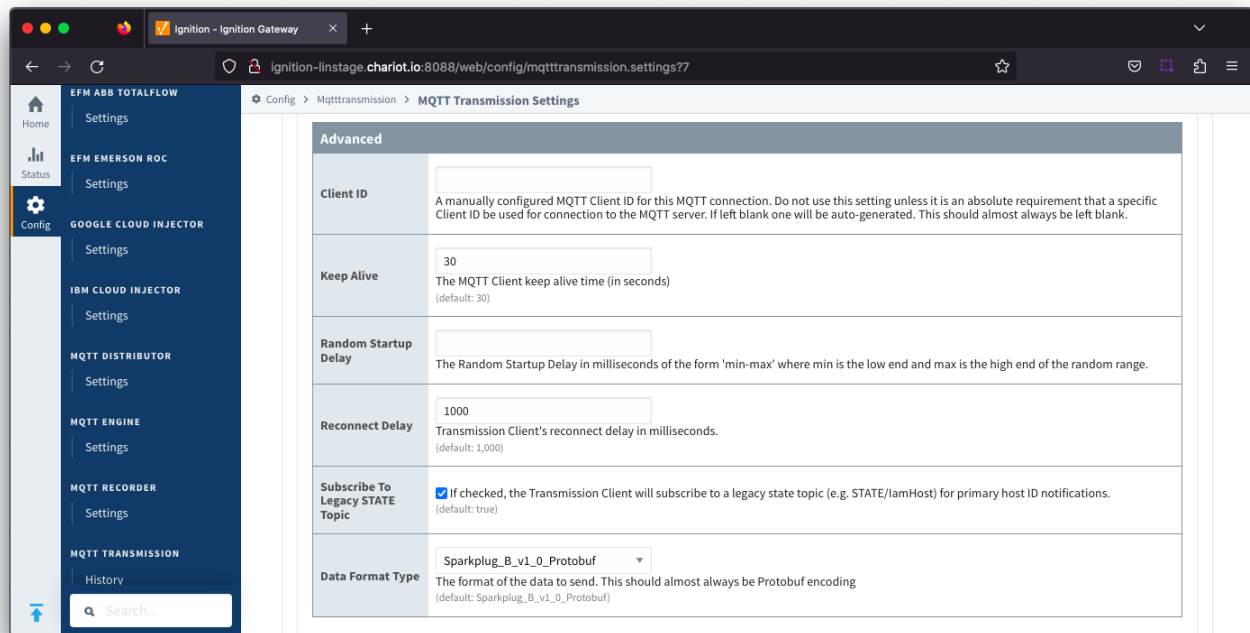 Ignition - Ignition Gateway
ignition-linstage.chariot.io:8088/web/config/mqtttransmission.settings?7
Home
Status
Config
EFM ABB TOTALFLOW
Settings
EFM EMERSON ROC
Settings
GOOGLE CLOUD INJECTOR
Settings
IBM CLOUD INJECTOR
Settings
MQTT DISTRIBUTOR
Settings
MQTT ENGINE
Settings
MQTT RECORDER
Settings
MQTT TRANSMISSION
History
Search...
Config > Mqtttransmission > MQTT Transmission Settings
Advanced
Client ID
A manually configured MQTT Client ID for this MQTT connection. Do not use this setting unless it is an absolute requirement that a specific
Client ID be used for connection to the MQTT server. If left blank one will be auto-generated. This should almost always be left blank.
Keep Alive
30
The MQTT Client keep alive time (in seconds)
(default: 30)
Random Startup
Delay
The Random Startup Delay in milliseconds of the form 'min-max' where min is the low end and max is the high end of the random range.
Reconnect Delay
1000
Transmission Client's reconnect delay in milliseconds.
(default: 1,000)
Subscribe To
Legacy STATE
Topic
If checked, the Transmission Client will subscribe to a legacy state topic (e.g. STATE/IamHost) for primary host ID notifications.
(default: true)
Data Format Type
Sparkplug_B_v1_0_Protobuf
The format of the data to send. This should almost always be Protobuf encoding
(default: Sparkplug_B_v1_0_Protobuf)